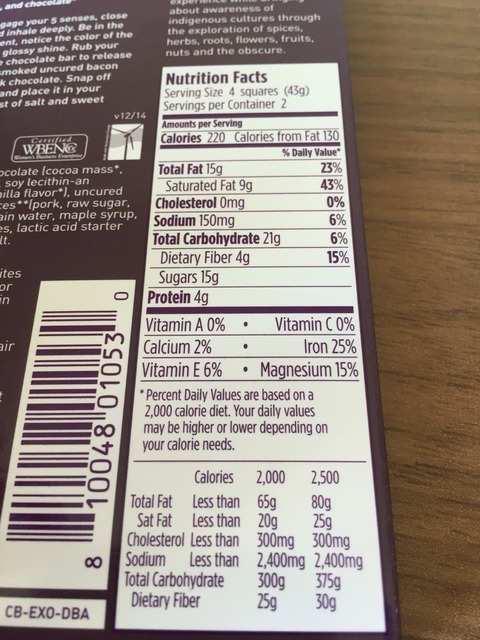 and chocolate
gage your 5 senses, close
d inhale deeply. Be in the
ent, notice the color of the
glossy shine. Rub your
chocolate bar to release
smoked uncured bacon
k chocolate. Snap off
and place it in your
st of salt and sweet
experience while bringing
about awareness of
indigenous cultures through
the exploration of spices,
herbs, roots, flowers, fruits,
nuts and the obscure.
v12/14
Certified
WBENC
Women's Business Enterprise
ocolate (cocoa mass*,
, soy lecithin-an
nilla flavor*), uncured
ces**(pork, raw sugar,
ain water, maple syrup,
es, lactic acid starter
lt.
ites
or
in
air
Nutrition Facts
Serving Size 4 squares (43g)
Servings per Container 2
Amounts per Serving
Calories 220 Calories from Fat 130
% Daily Value*
Total Fat 15g 23%
Saturated Fat 9g 43%
Cholesterol 0mg 0%
Sodium 150mg 6%
Total Carbohydrate 21g 6%
Dietary Fiber 4g 15%
Sugars 15g
Protein 4g
Vitamin A 0% • Vitamin C 0%
Calcium 2% • Iron 25%
Vitamin E 6% • Magnesium 15%
*Percent Daily Values are based on a
2,000 calorie diet. Your daily values
may be higher or lower depending on
your calorie needs.
Calories 2,000 2,500
Total Fat Less than 65g 80g
Sat Fat Less than 20g 25g
Cholesterol Less than 300mg 300mg
Sodium Less than 2,400mg 2,400mg
Total Carbohydrate 300g 375g
Dietary Fiber 25g 30g
8 10048 01053 0
CB-EXO-DBA